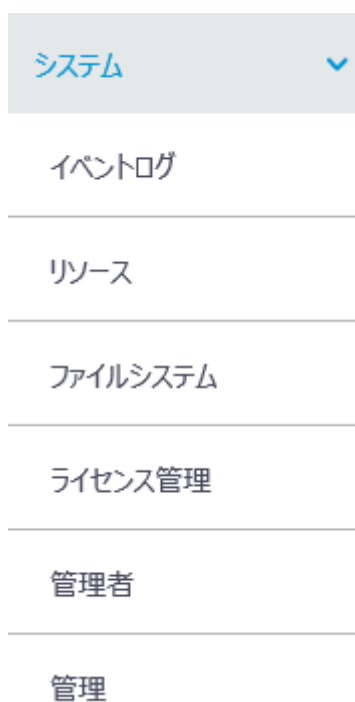 システム
イベントログ
リソース
ファイルシステム
ライセンス管理
管理者
管理